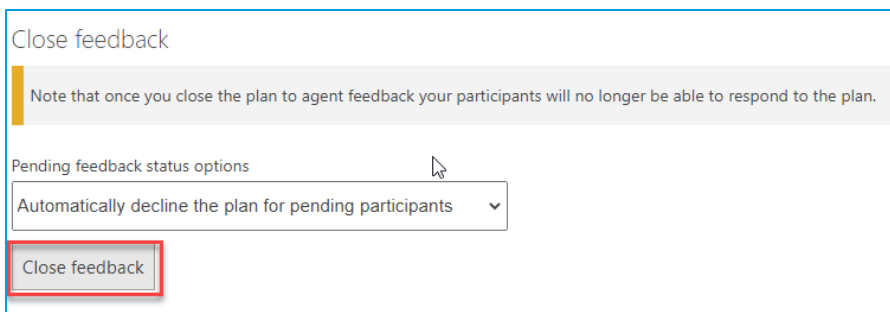 Close feedback
Note that once you close the plan to agent feedback your participants will no longer be able to respond to the plan.
Pending feedback status options
Automatically decline the plan for pending participants
Close feedback